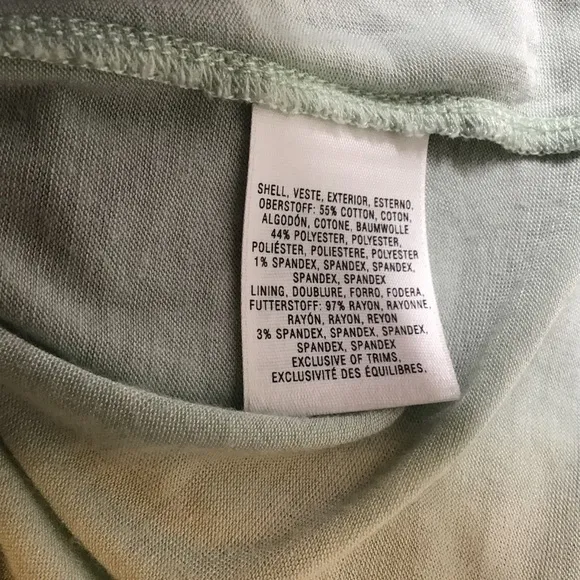 SHELL, VESTE, EXTERIOR, ESTERNO,
OBERSTOFF: 55% COTTON, COTON,
ALGODÓN, COTONE, BAUMWOLLE
44% POLYESTER, POLYESTER,
POLIÉSTER, POLIESTERE, POLYESTER
1% SPANDEX, SPANDEX, SPANDEX,
SPANDEX, SPANDEX
LINING, DOUBLURE, FORRO, FODERA,
FUTTERSTOFF: 97% RAYON, RAYONNE,
RAYÓN, RAYON, REYON
3% SPANDEX, SPANDEX, SPANDEX,
SPANDEX, SPANDEX
EXCLUSIVE OF TRIMS,
EXCLUSIVITÉ DES ÉQUILIBRES,